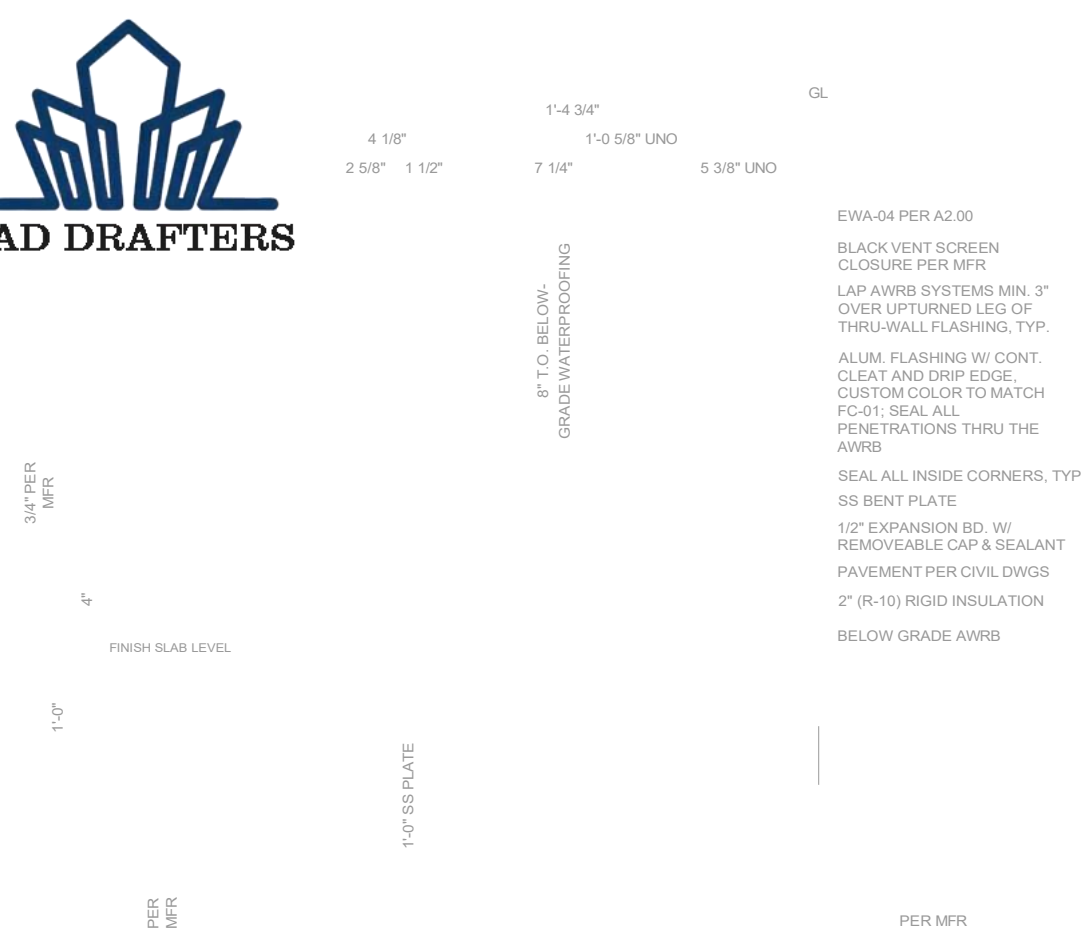 AD DRAFTERS
GL
1'-4 3/4"
4 1/8"
1'-0 5/8" UNO
2 5/8"
1 1/2"
7 1/4"
5 3/8" UNO
EWA-04 PER A2.00
BLACK VENT SCREEN
CLOSURE PER MFR
LAP AWRB SYSTEMS MIN. 3"
OVER UPTURNED LEG OF
THRU-WALL FLASHING, TYP.
ALUM. FLASHING W/ CONT.
CLEAT AND DRIP EDGE,
CUSTOM COLOR TO MATCH
FC-01; SEAL ALL
PENETRATIONS THRU THE
AWRB
SEAL ALL INSIDE CORNERS, TYP
SS BENT PLATE
1/2" EXPANSION BD. W/
REMOVEABLE CAP & SEALANT
PAVEMENT PER CIVIL DWGS
2" (R-10) RIGID INSULATION
BELOW GRADE AWRB
8" T.O. BELOW-
GRADE WATERPROOFING
3/4" PER
MFR
4"
FINISH SLAB LEVEL
1'-0"
1'-0" SS PLATE
PER
MFR
PER MFR